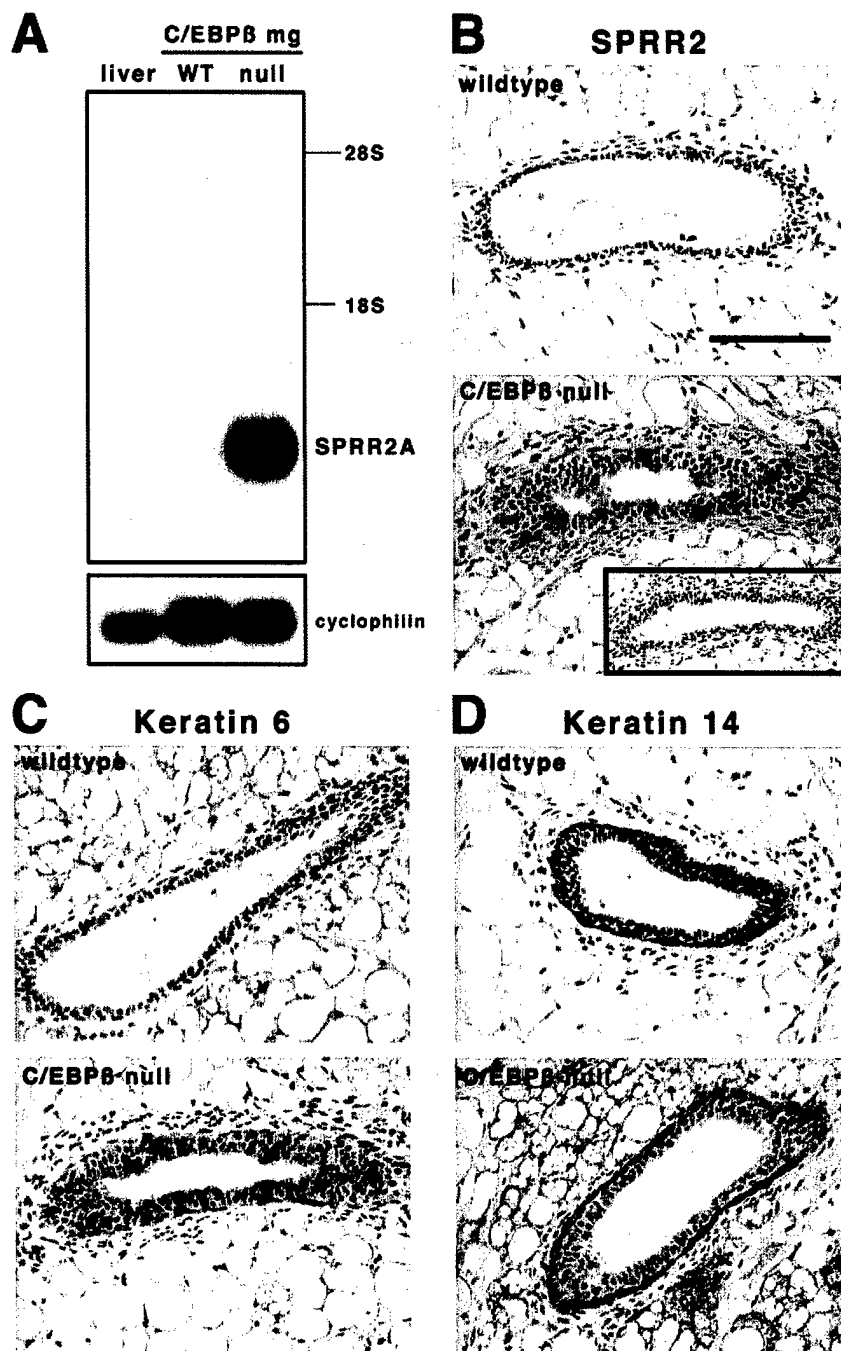 A
C/EBPß mg
liver WT null
28S
18S
SPRR2A
cyclophilin
B SPRR2
wildtype
C/EBPß-null
C Keratin 6
wildtype
C/EBPß-null
D Keratin 14
wildtype
C/EBPß-null